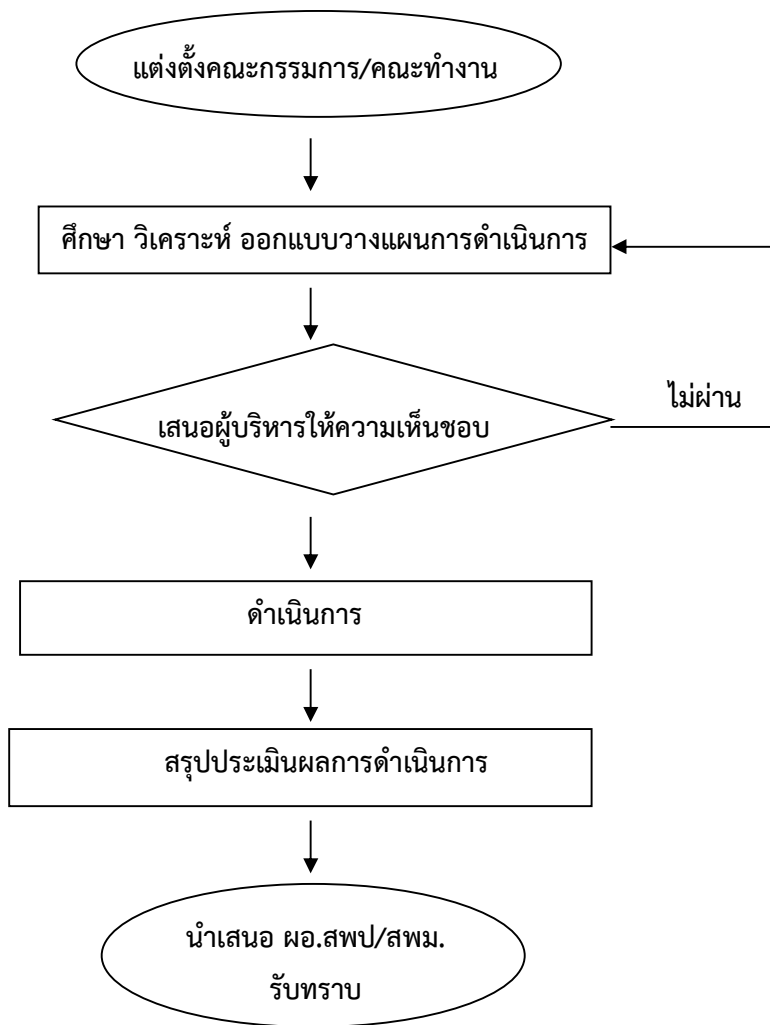 แต่งตั้งคณะกรรมการ/คณะทำงาน
ศึกษา วิเคราะห์ ออกแบบวางแผนการดำเนินการ
ไม่ผ่าน
เสนอผู้บริหารให้ความเห็นชอบ
ดำเนินการ
สรุปประเมินผลการดำเนินการ
นำเสนอ ผอ.สพป/สพม.
รับทราบ